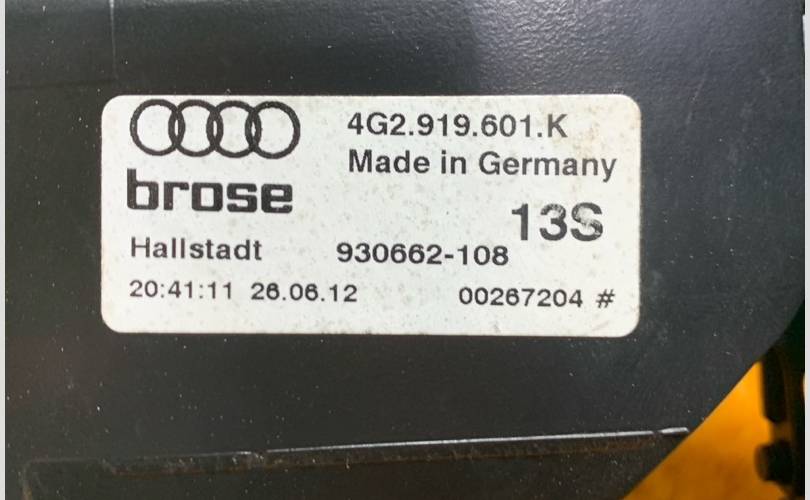 4G2.919.601.K
Made in Germany
brose
13S
Hallstadt 930662-108
20:41:11 26.06.12 00267204 #